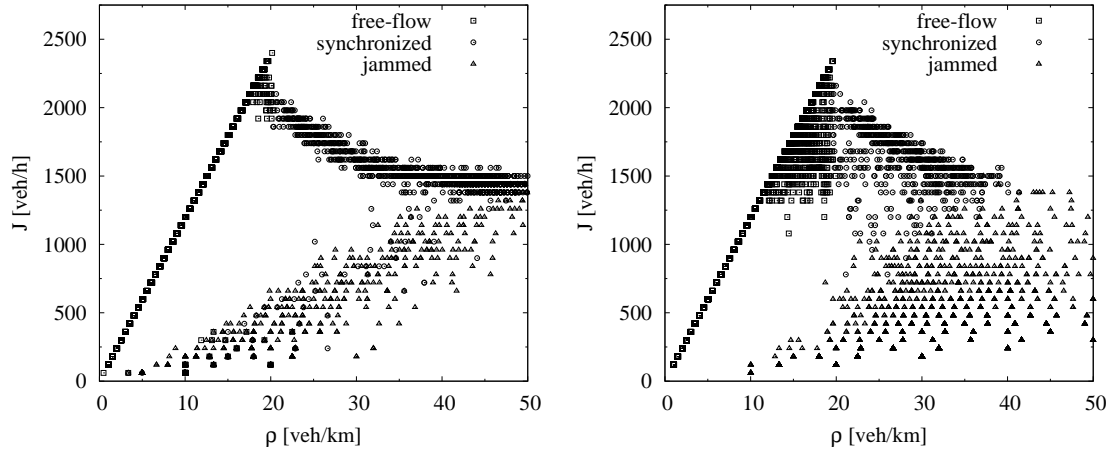 free-flow
synchronized
jammed
2500
2000
1500
1000
500
0
J [veh/h]
0 10 20 30 40 50
ρ [veh/km]
free-flow
synchronized
jammed
2500
2000
1500
1000
500
0
J [veh/h]
0 10 20 30 40 50
ρ [veh/km]